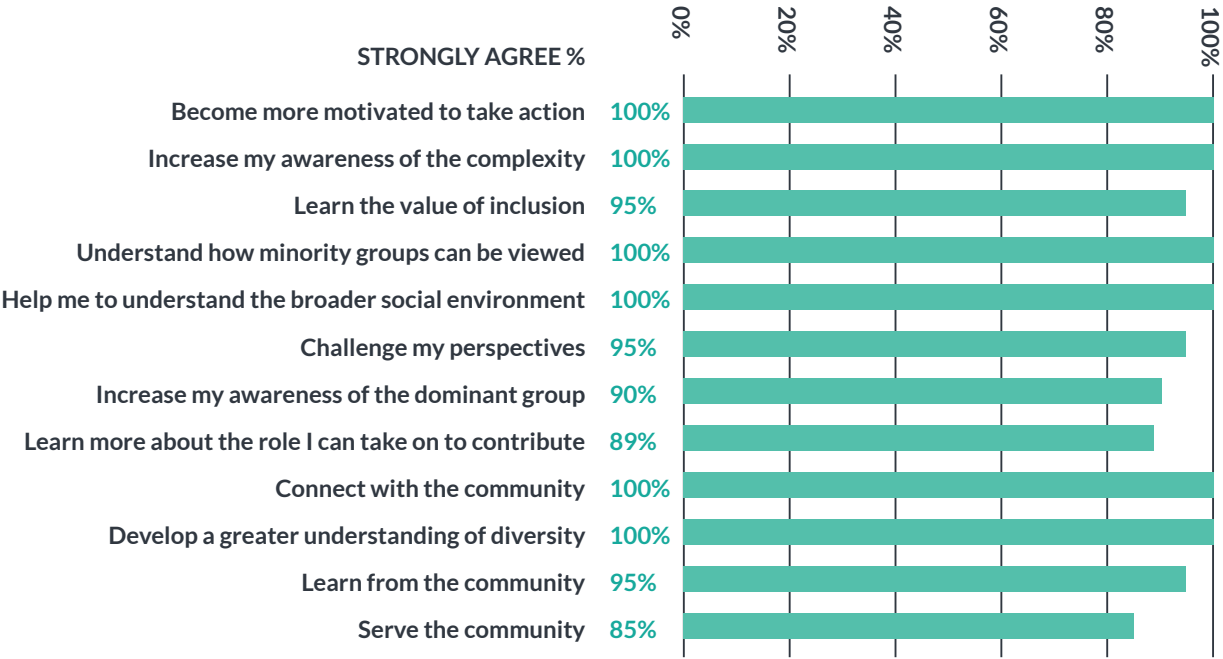 0% 20% 40% 60% 80% 100%
STRONGLY AGREE %
Become more motivated to take action 100%
Increase my awareness of the complexity 100%
Learn the value of inclusion 95%
Understand how minority groups can be viewed 100%
Help me to understand the broader social environment 100%
Challenge my perspectives 95%
Increase my awareness of the dominant group 90%
Learn more about the role I can take on to contribute 89%
Connect with the community 100%
Develop a greater understanding of diversity 100%
Learn from the community 95%
Serve the community 85%